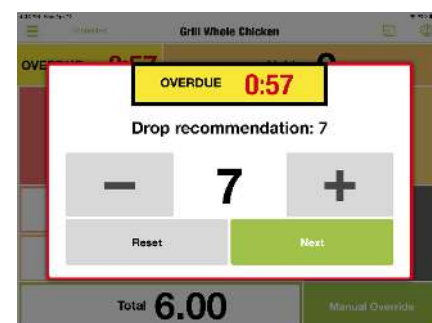 Grill Whole Chicken
OVERDUE 0:57
Drop recommendation: 7
− 7 +
Reset Next
Total 6.00 Manual Override